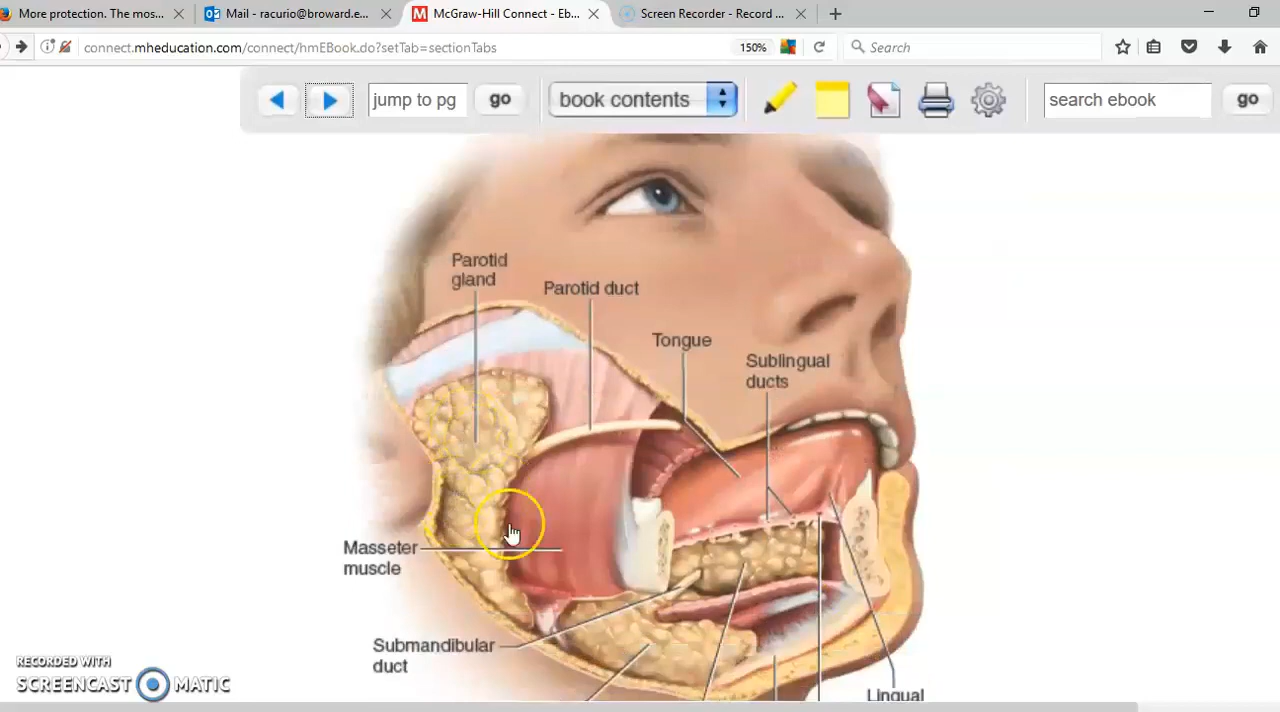 More protection. The mos...
Mail - racurio@broward.e...
McGraw-Hill Connect - Eb...
Screen Recorder - Record ...
connect.mheducation.com/connect/hmEBook.do?setTab=sectionTabs
150%
Search
jump to pg
go
book contents
search ebook
go
Parotid
gland
Parotid duct
Tongue
Sublingual
ducts
Masseter
muscle
Submandibular
duct
Lingual
RECORDED WITH
SCREENCAST MATIC